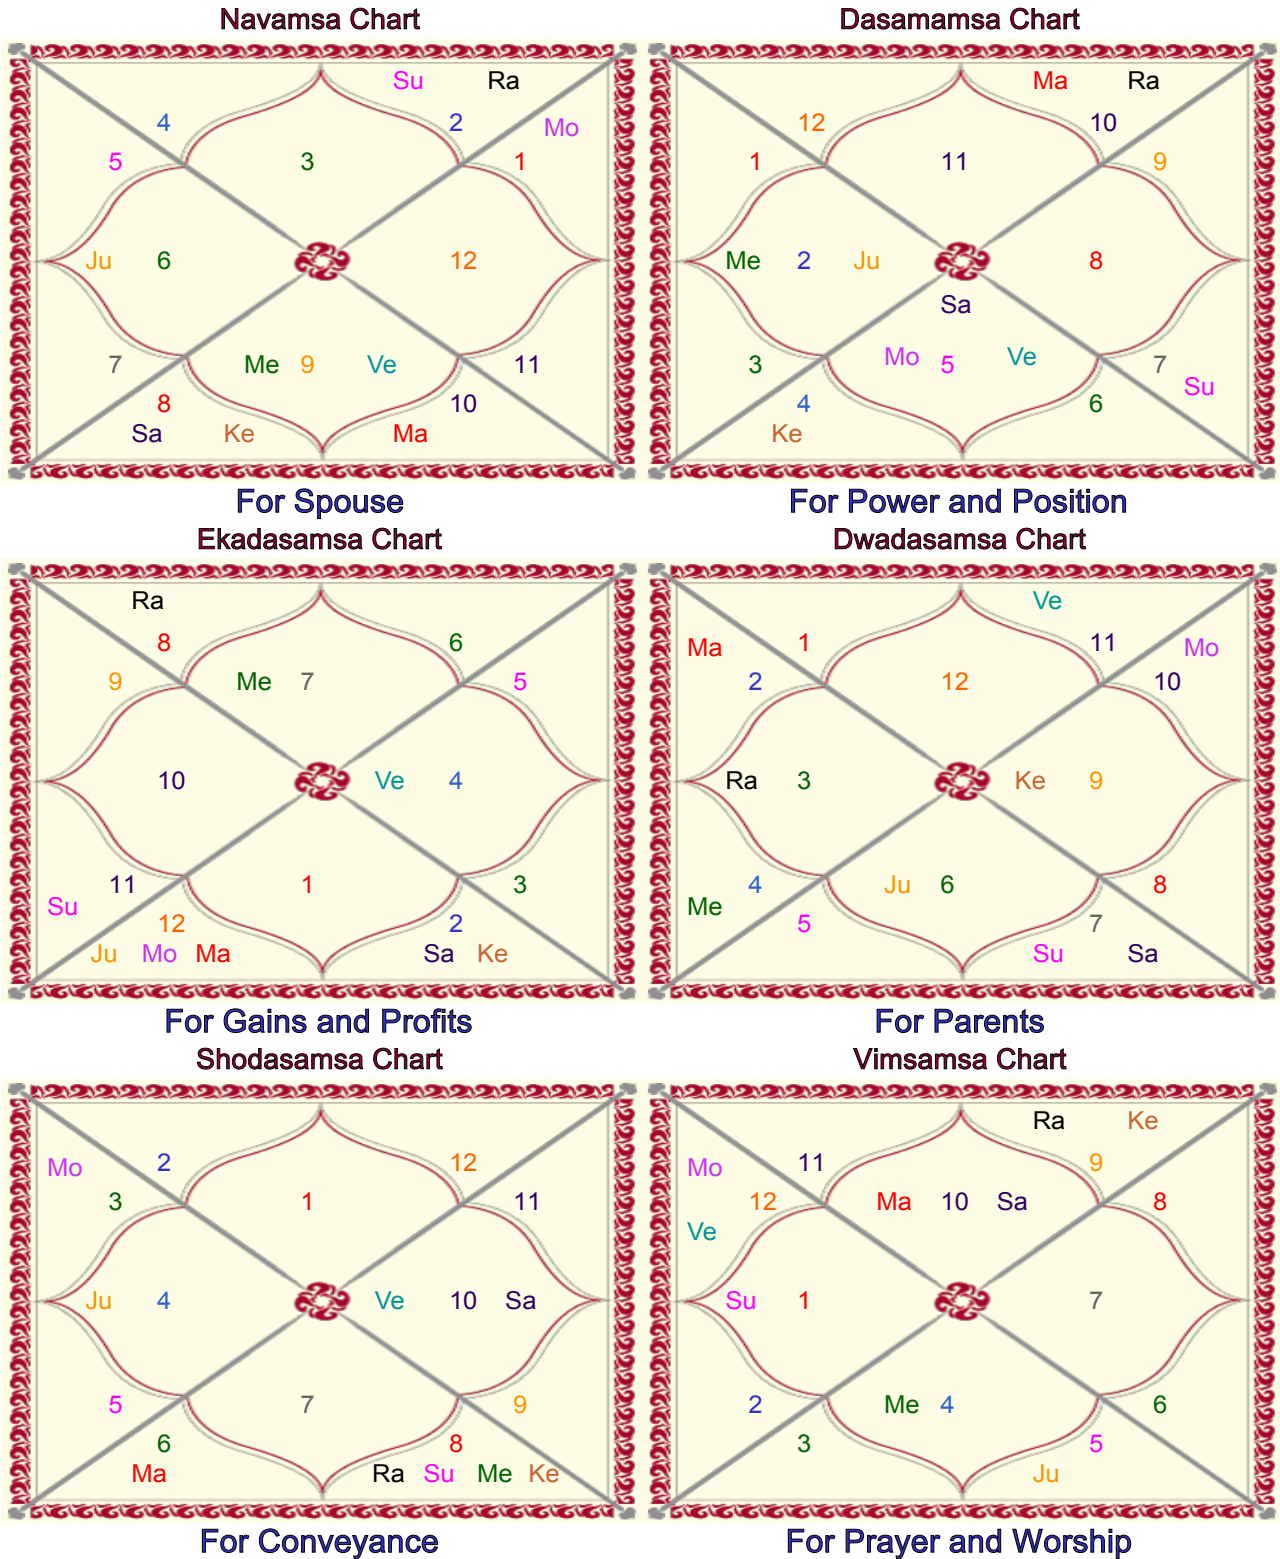 Navamsa Chart Dasamamsa Chart
Su Ra Ma Ra
4 2 Mo 12 10
5 3 1 1 11 9
Ju 6 12 Me 2 Ju 8
Sa
7 Me 9 Ve 11 3 Mo 5 Ve 7 Su
8 10 4 6
Sa Ke Ma Ke
For Spouse For Power and Position
Ekadasamsa Chart Dwadasamsa Chart
Ra Ve
8 6 Ma 1 11 Mo
9 Me 7 5 2 12 10
10 Ve 4 Ra 3 Ke 9
11 1 3 4 Ju 6 8
Su Me
12 2 5 7
Ju Mo Ma Sa Ke Su Sa
For Gains and Profits For Parents
Shodasamsa Chart Vimsamsa Chart
Ra Ke
Mo 2 12 Mo 11 9
3 1 11 12 Ma 10 Sa 8
Ve
Ju 4 Ve 10 Sa Su 1 7
5 7 9 2 Me 4 6
6 8 3 5
Ma Ra Su Me Ke Ju
For Conveyance For Prayer and Worship